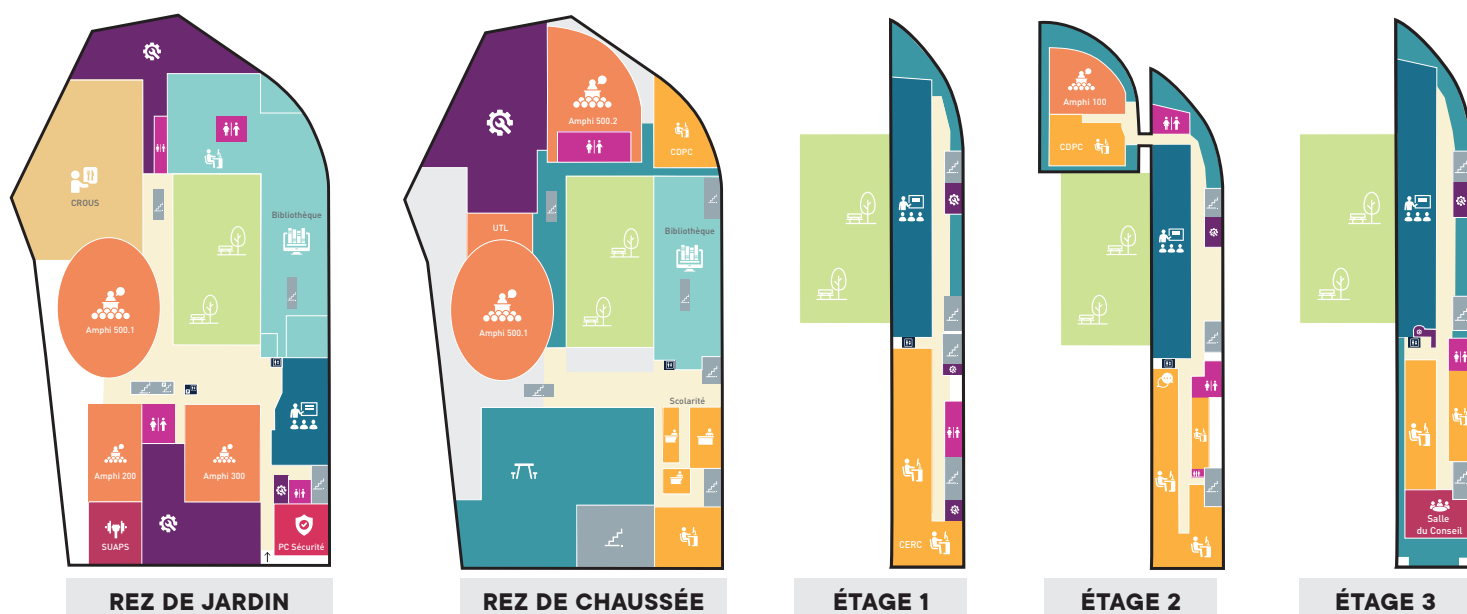 CROUS
Bibliothèque
Amphi 500.1
Amphi 200
Amphi 300
SUAPS
PC Sécurité
REZ DE JARDIN
Amphi 500.2
CDPC
UTL
Bibliothèque
Amphi 500.1
Scolarité
REZ DE CHAUSSÉE
CERC
ÉTAGE 1
Amphi 100
CDPC
ÉTAGE 2
Salle
du Conseil
ÉTAGE 3